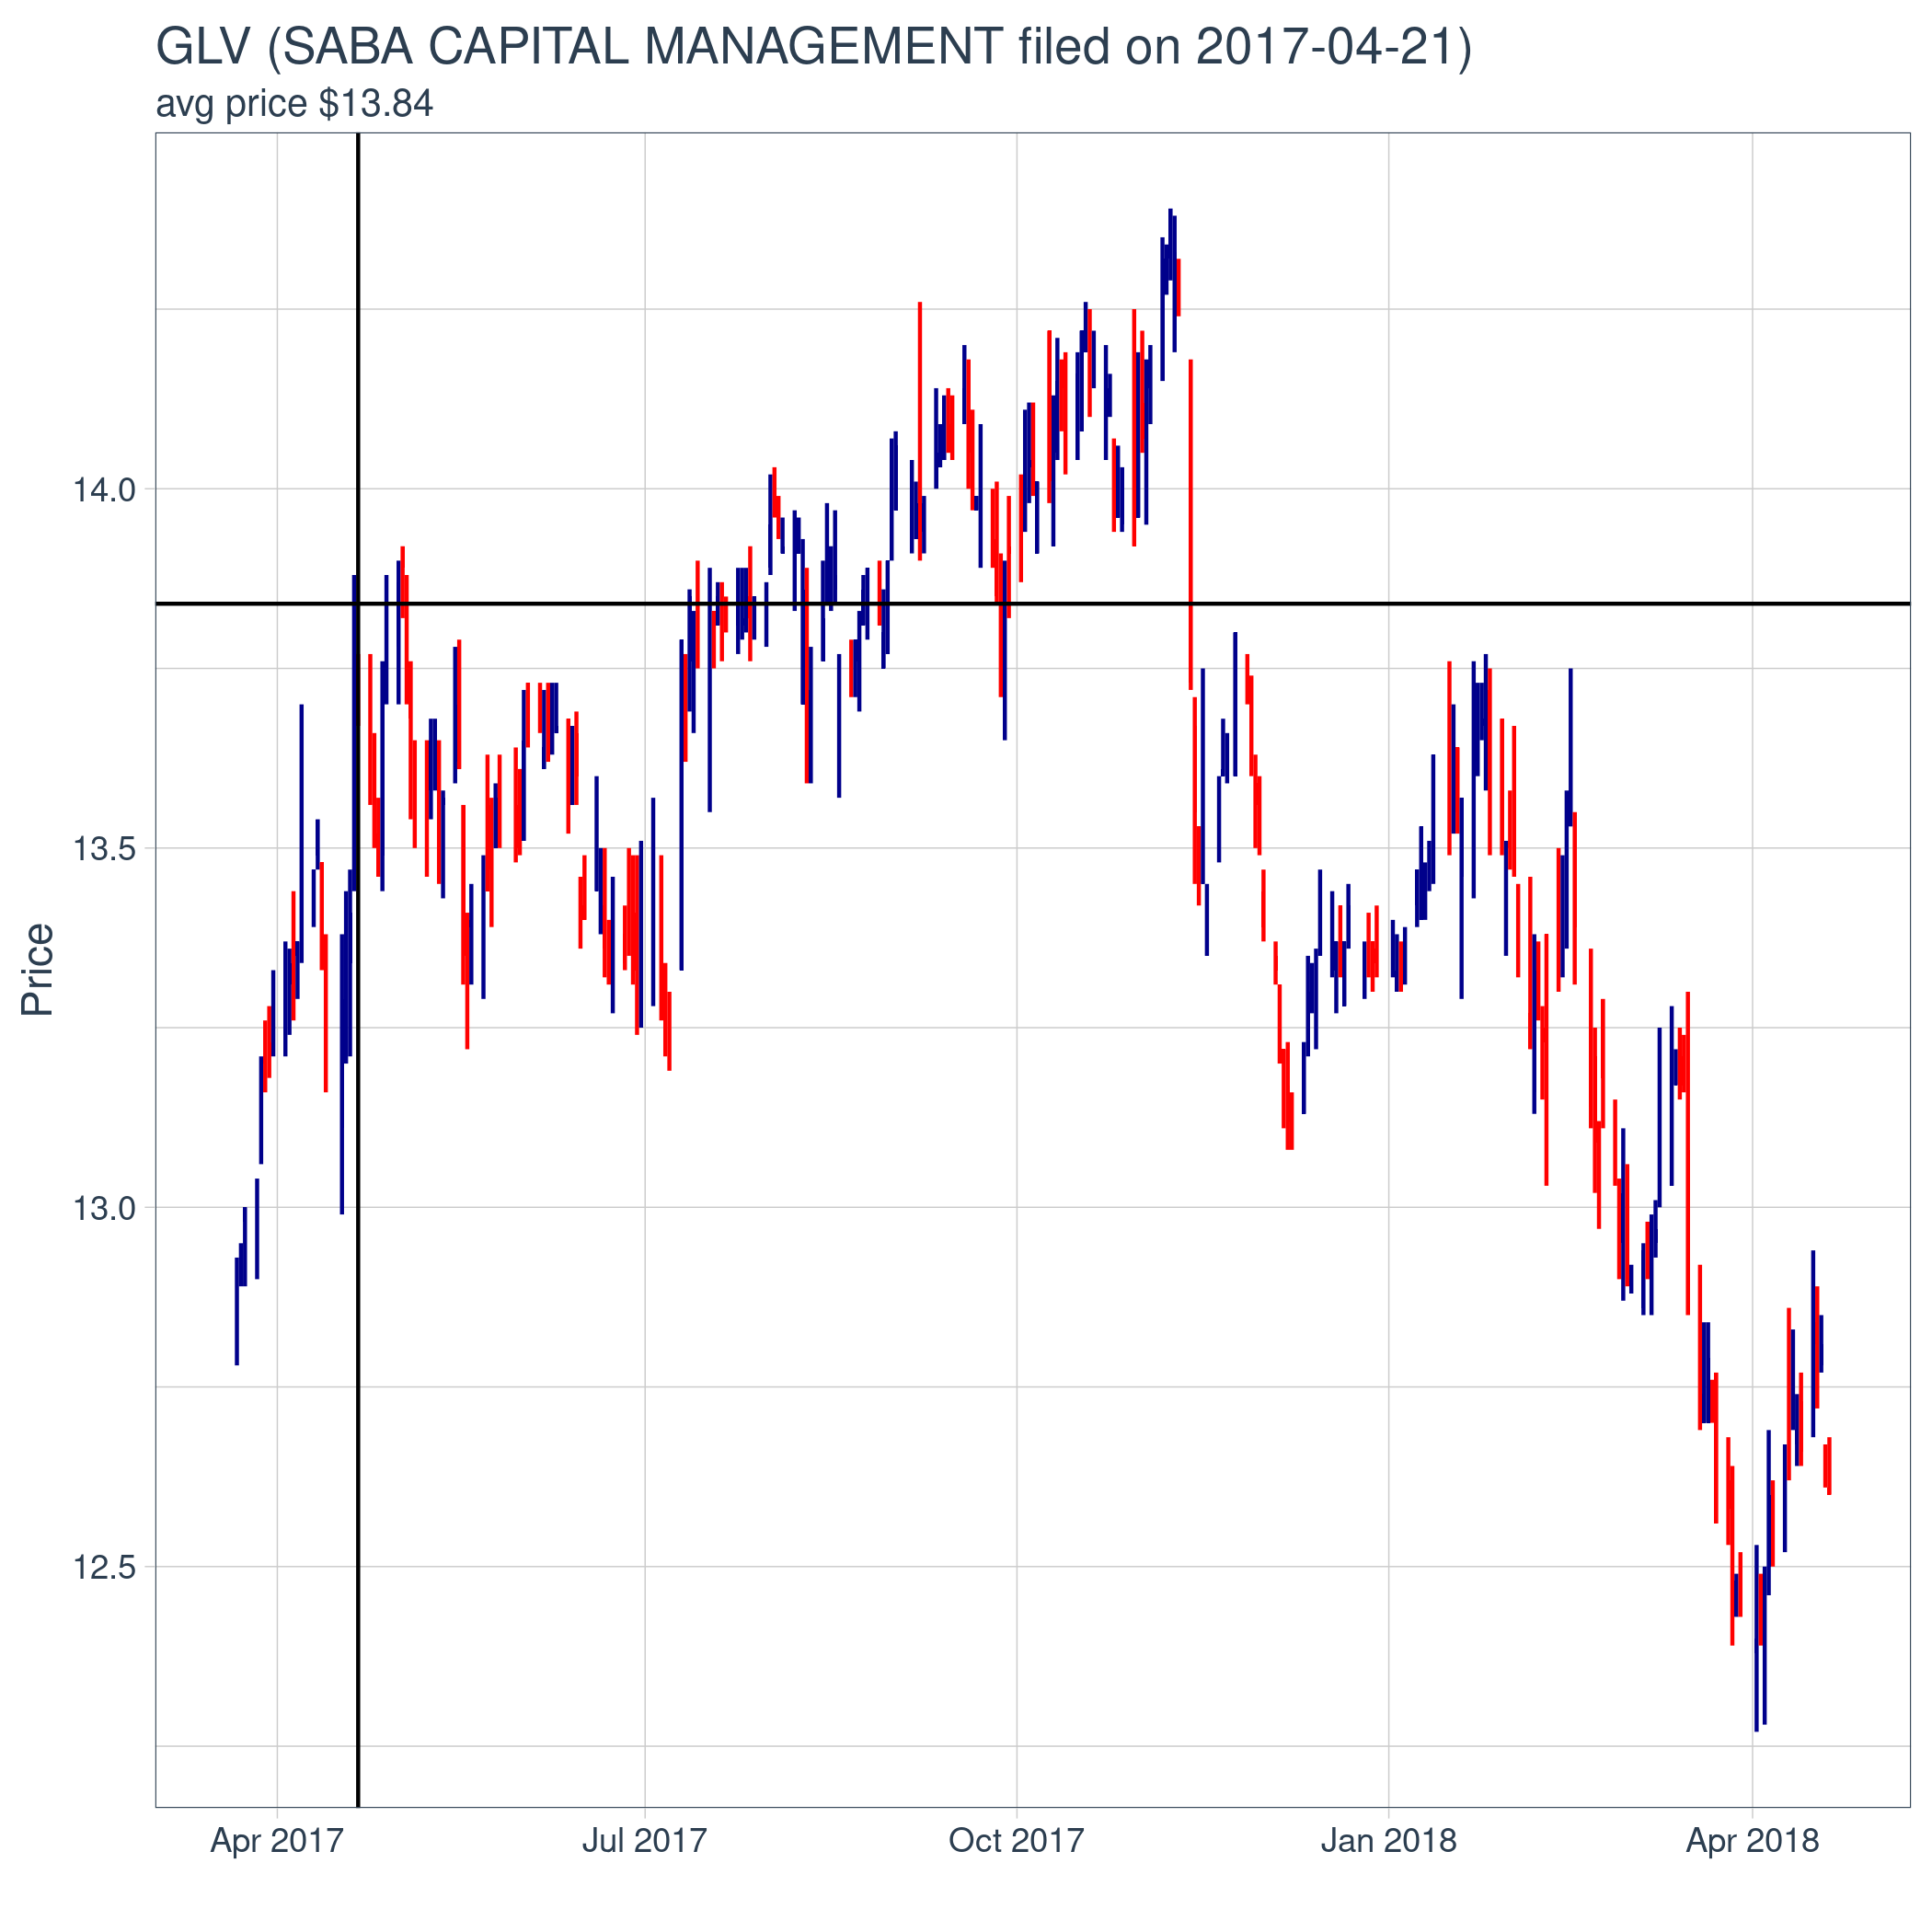 GLV (SABA CAPITAL MANAGEMENT filed on 2017-04-21)
avg price $13.84
14.0
13.5
13.0
12.5
Price
Apr 2017
Jul 2017
Oct 2017
Jan 2018
Apr 2018